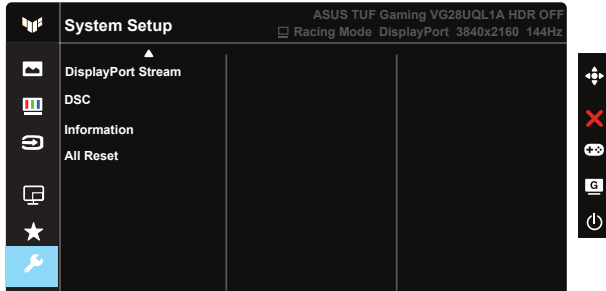 System Setup
ASUS TUF Gaming VG28UQL1A HDR OFF
Racing Mode DisplayPort 3840x2160 144Hz
DisplayPort Stream
DSC
Information
All Reset
G